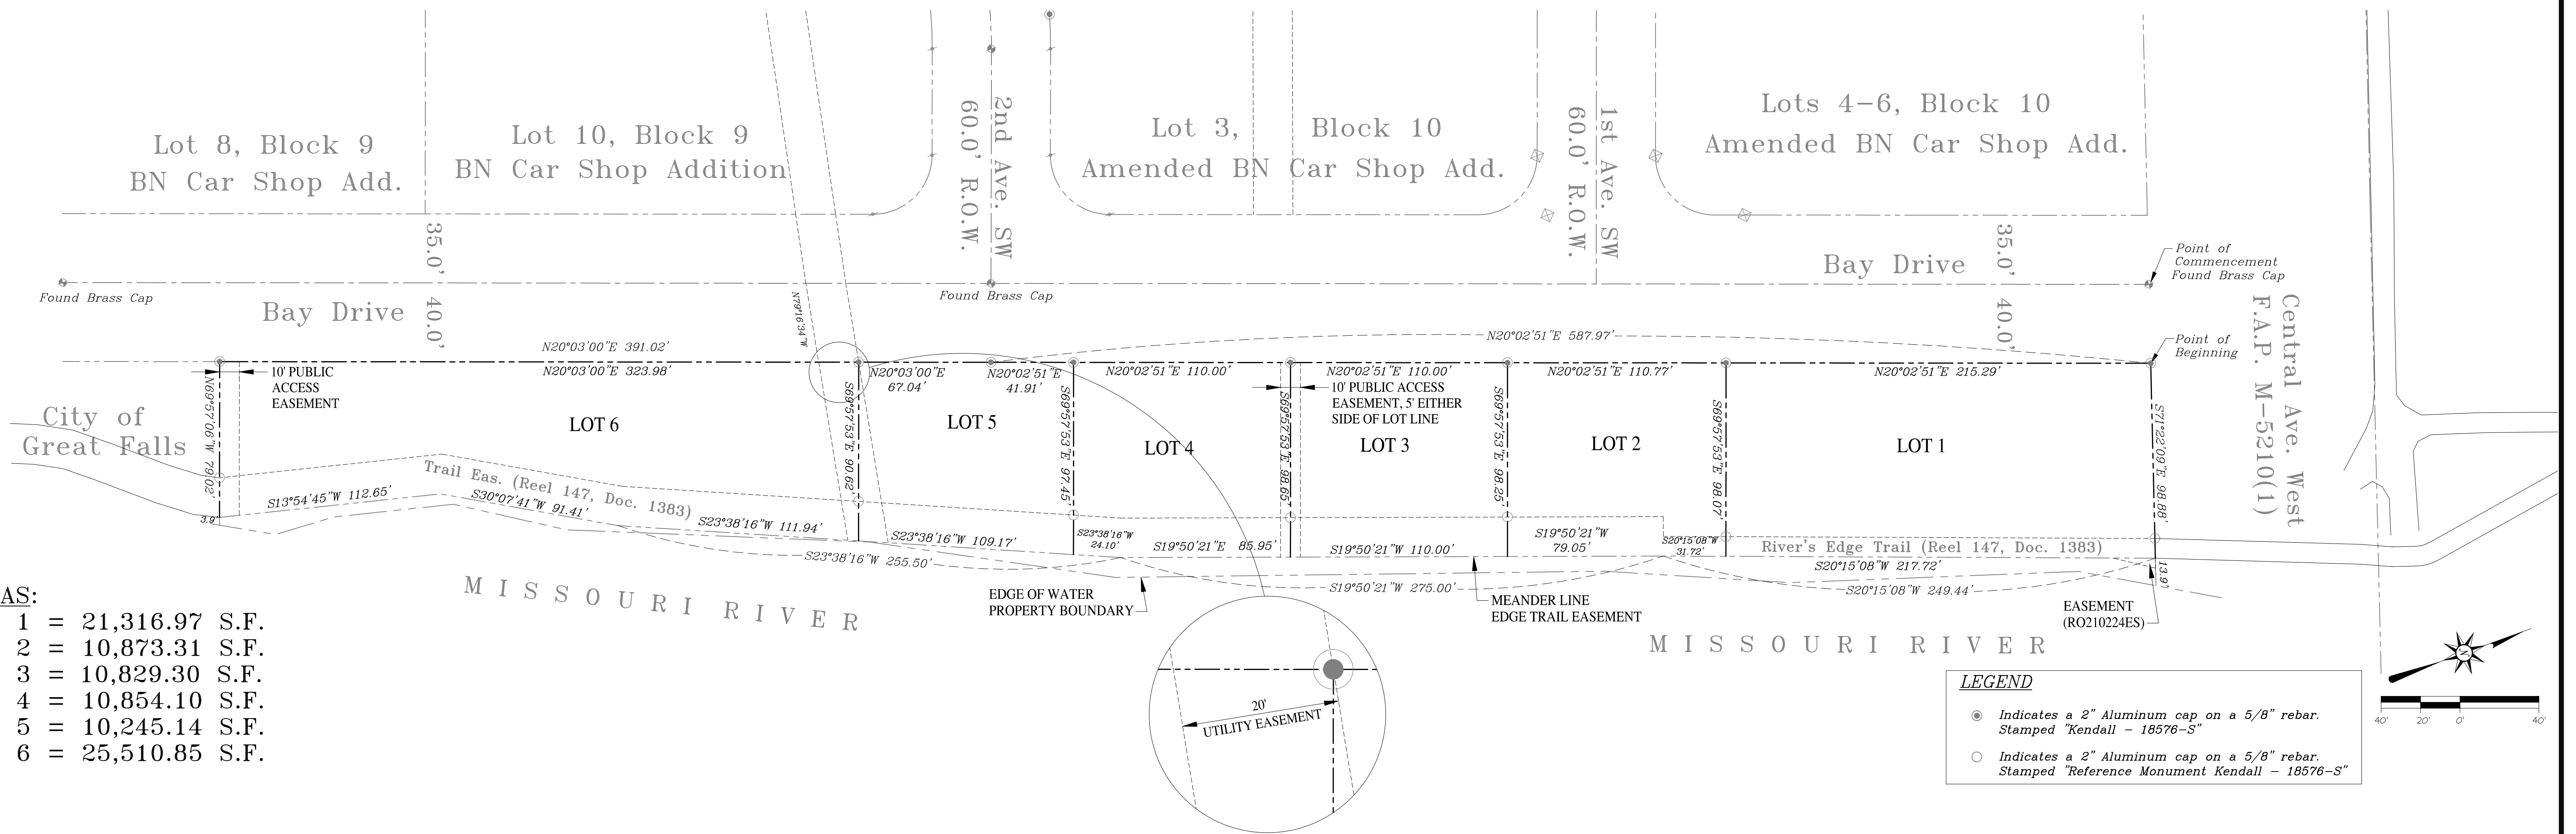 Lot 8, Block 9
BN Car Shop Add.
Lot 10, Block 9
BN Car Shop Addition
2nd Ave. SW
60.0' R.O.W.
Lot 3, Block 10
Amended BN Car Shop Add.
1st Ave. SW
60.0' R.O.W.
Lots 4-6, Block 10
Amended BN Car Shop Add.
35.0'
40.0'
35.0'
40.0'
Bay Drive
Bay Drive
Found Brass Cap
Found Brass Cap
Point of
Commencement
Found Brass Cap
Point of
Beginning
Central Ave. West
F.A.P. M-5210(1)
N79°16'34"W
N20°03'00"E 391.02'
N20°03'00"E 323.98'
N20°03'00"E
67.04'
N20°02'51"E
41.91'
N20°02'51"E 587.97'
N20°02'51"E 110.00'
N20°02'51"E 110.00'
N20°02'51"E 110.77'
N20°02'51"E 215.29'
10' PUBLIC
ACCESS
EASEMENT
10' PUBLIC ACCESS
EASEMENT, 5' EITHER
SIDE OF LOT LINE
City of
Great Falls
N69°57'06"W 79.02'
S69°57'53"E 90.62'
S69°57'53"E 97.45'
S69°57'53"E 98.65'
S69°57'53"E 98.25'
S69°57'53"E 98.07'
S71°22'09"E 98.88'
LOT 6
LOT 5
LOT 4
LOT 3
LOT 2
LOT 1
Trail Eas. (Reel 147, Doc. 1383)
River's Edge Trail (Reel 147, Doc. 1383)
3.9'
S13°54'45"W 112.65'
S30°07'41"W 91.41'
S23°38'16"W 111.94'
S23°38'16"W 109.17'
S23°38'16"W 255.50'
S23°38'16"W
24.10'
S19°50'21"E 85.95'
S19°50'21"W 110.00'
S19°50'21"W
79.05'
S20°15'08"W
31.72'
S19°50'21"W 275.00'
S20°15'08"W 217.72'
S20°15'08"W 249.44'
13.9'
MISSOURI RIVER
MISSOURI RIVER
EDGE OF WATER
PROPERTY BOUNDARY
MEANDER LINE
EDGE TRAIL EASEMENT
EASEMENT
(RO210224ES)
20'
UTILITY EASEMENT
AS:
1 = 21,316.97 S.F.
2 = 10,873.31 S.F.
3 = 10,829.30 S.F.
4 = 10,854.10 S.F.
5 = 10,245.14 S.F.
6 = 25,510.85 S.F.
LEGEND
Indicates a 2" Aluminum cap on a 5/8" rebar.
Stamped "Kendall - 18576-S"
Indicates a 2" Aluminum cap on a 5/8" rebar.
Stamped "Reference Monument Kendall - 18576-S"
N
40' 20' 0' 40'